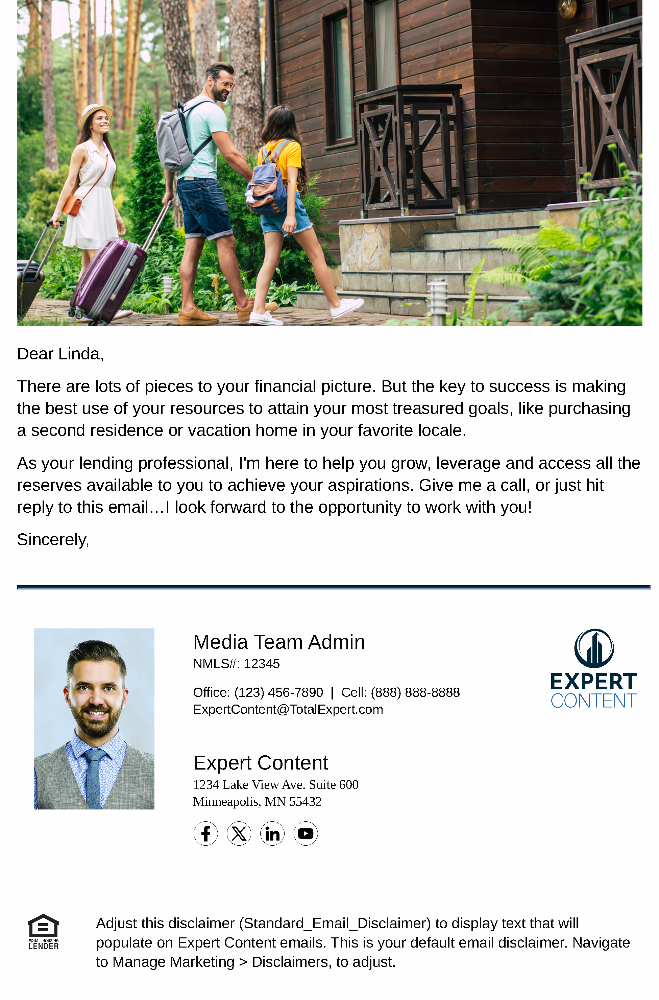 Dear Linda,
There are lots of pieces to your financial picture. But the key to success is making
the best use of your resources to attain your most treasured goals, like purchasing
a second residence or vacation home in your favorite locale.
As your lending professional, I'm here to help you grow, leverage and access all the
reserves available to you to achieve your aspirations. Give me a call, or just hit
reply to this email…I look forward to the opportunity to work with you!
Sincerely,
Media Team Admin
NMLS#: 12345
Office: (123) 456-7890 | Cell: (888) 888-8888
ExpertContent@TotalExpert.com
EXPERT
CONTENT
Expert Content
1234 Lake View Ave. Suite 600
Minneapolis, MN 55432
EQUAL HOUSING
LENDER
Adjust this disclaimer (Standard_Email_Disclaimer) to display text that will
populate on Expert Content emails. This is your default email disclaimer. Navigate
to Manage Marketing > Disclaimers, to adjust.